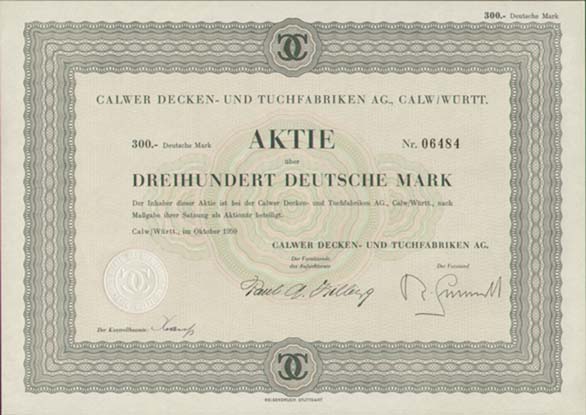 300.- Deutsche Mark
CALWER DECKEN- UND TUCHFABRIKEN AG., CALW/WÜRTT.
300.- Deutsche Mark AKTIE Nr. 06484
über
DREIHUNDERT DEUTSCHE MARK
Der Inhaber dieser Aktie ist bei der Calwer Decken- und Tuchfabriken AG., Calw/Württ., nach
Maßgabe ihrer Satzung als Aktionär beteiligt.
Calw/Württ., im Oktober 1950
CALWER DECKEN- UND TUCHFABRIKEN AG.
Der Vorsitzende
des Aufsichtsrats
Der Vorstand
Der Kontrollbeamte: